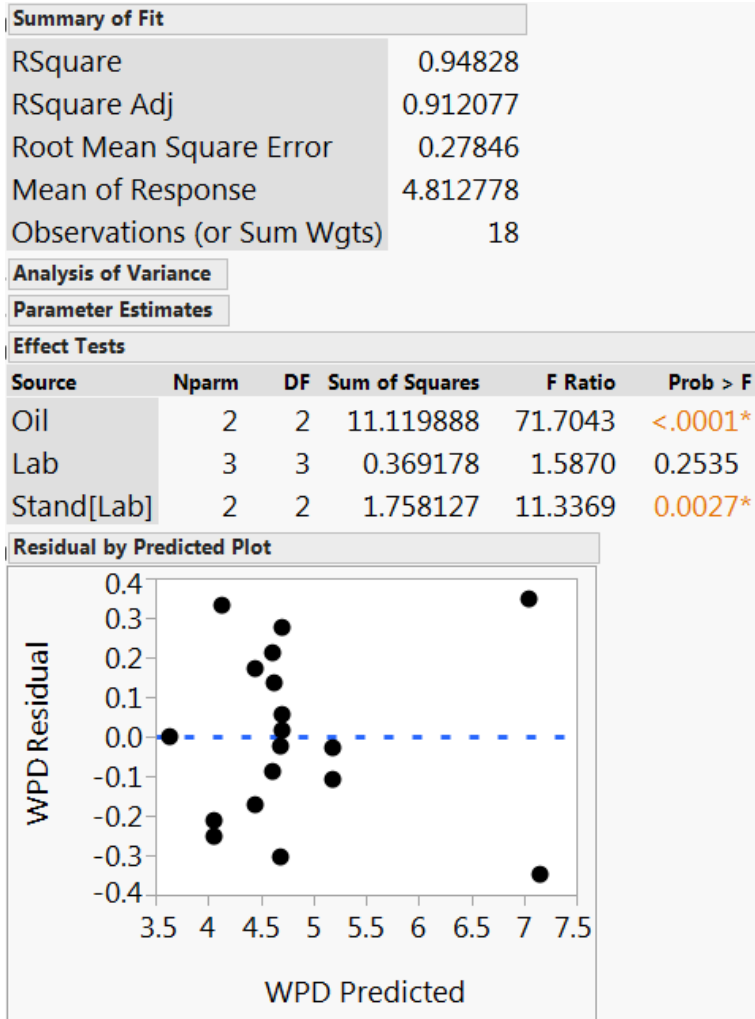 Summary of Fit
RSquare 0.94828
RSquare Adj 0.912077
Root Mean Square Error 0.27846
Mean of Response 4.812778
Observations (or Sum Wgts) 18
Analysis of Variance
Parameter Estimates
Effect Tests
Source Nparm DF Sum of Squares F Ratio Prob > F
Oil 2 2 11.119888 71.7043 <.0001*
Lab 3 3 0.369178 1.5870 0.2535
Stand[Lab] 2 2 1.758127 11.3369 0.0027*
Residual by Predicted Plot
WPD Residual
0.4
0.3
0.2
0.1
0.0
-0.1
-0.2
-0.3
-0.4
3.5 4 4.5 5 5.5 6 6.5 7 7.5
WPD Predicted